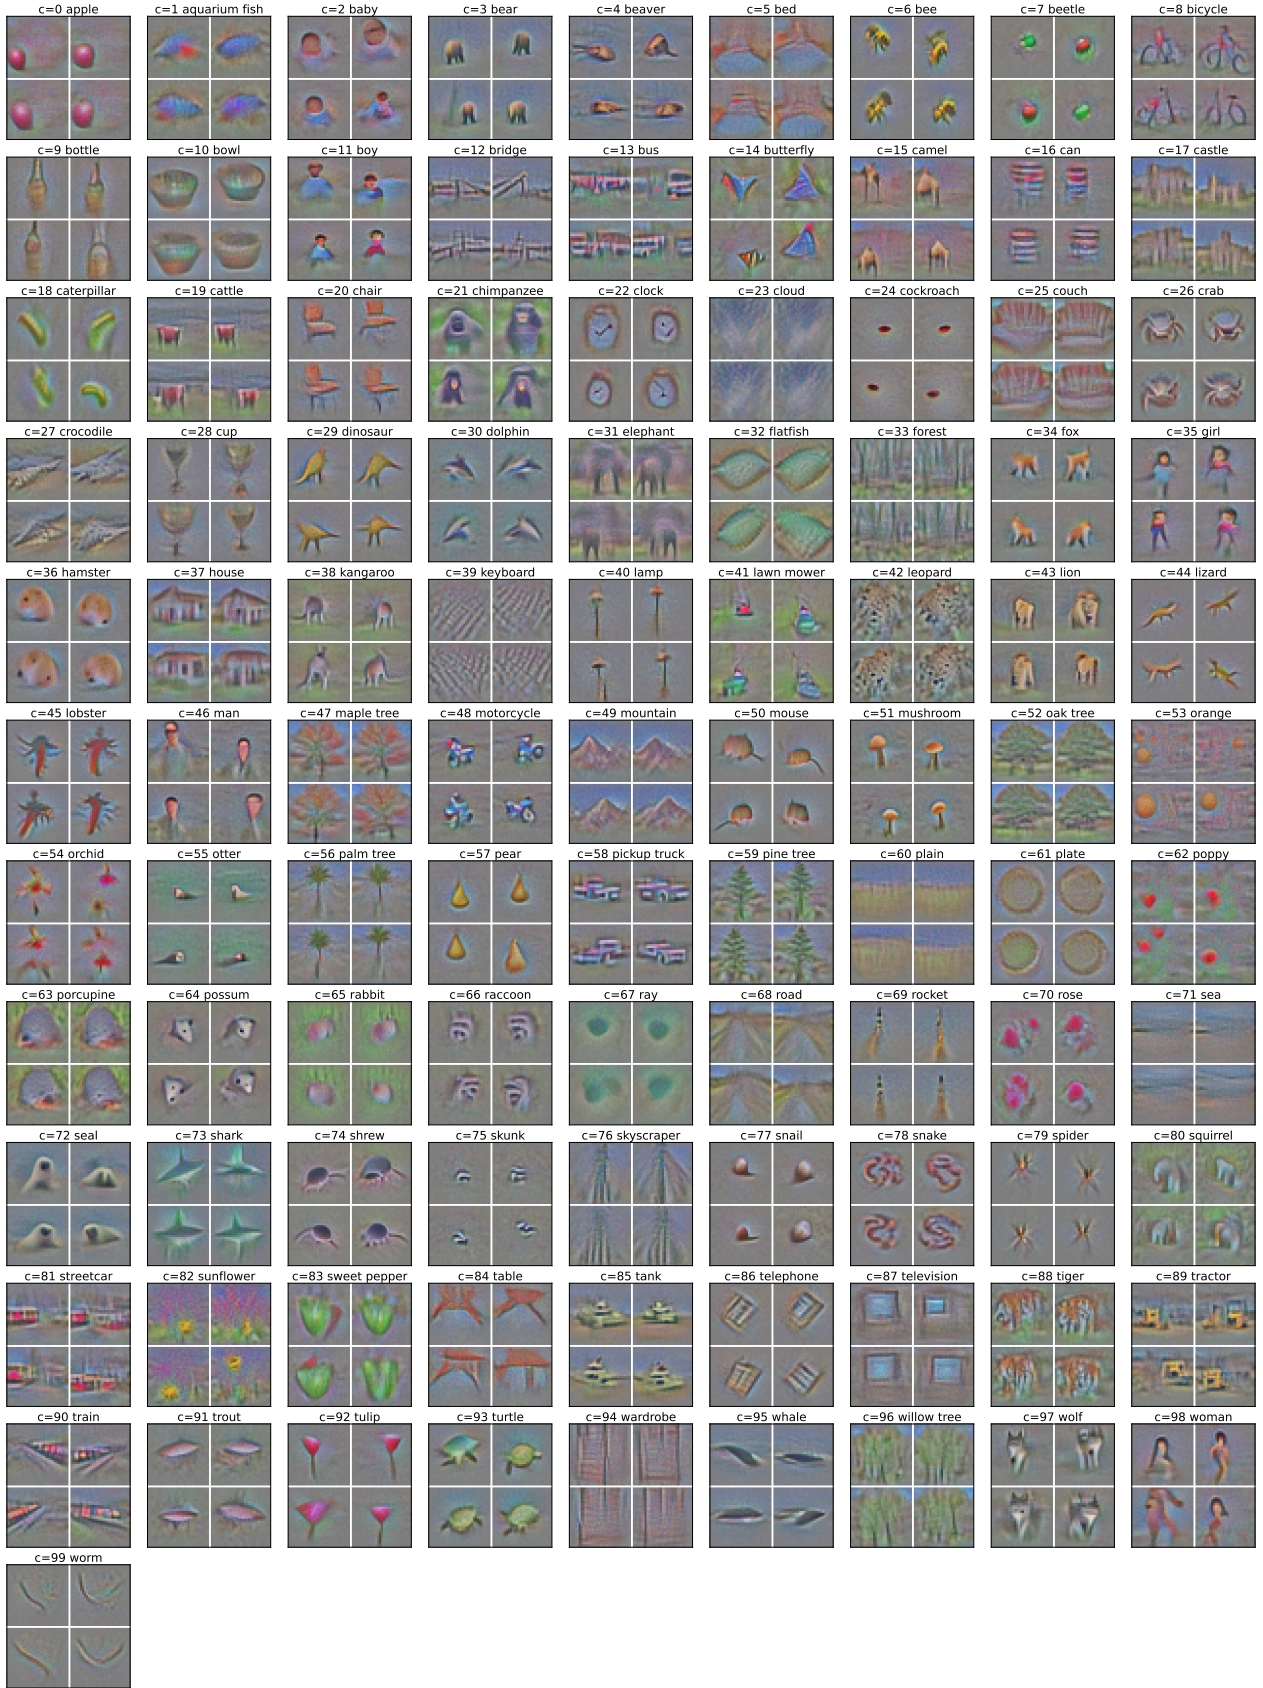 c=0 apple c=1 aquarium fish c=2 baby c=3 bear c=4 beaver c=5 bed c=6 bee c=7 beetle c=8 bicycle
c=9 bottle c=10 bowl c=11 boy c=12 bridge c=13 bus c=14 butterfly c=15 camel c=16 can c=17 castle
c=18 caterpillar c=19 cattle c=20 chair c=21 chimpanzee c=22 clock c=23 cloud c=24 cockroach c=25 couch c=26 crab
c=27 crocodile c=28 cup c=29 dinosaur c=30 dolphin c=31 elephant c=32 flatfish c=33 forest c=34 fox c=35 girl
c=36 hamster c=37 house c=38 kangaroo c=39 keyboard c=40 lamp c=41 lawn mower c=42 leopard c=43 lion c=44 lizard
c=45 lobster c=46 man c=47 maple tree c=48 motorcycle c=49 mountain c=50 mouse c=51 mushroom c=52 oak tree c=53 orange
c=54 orchid c=55 otter c=56 palm tree c=57 pear c=58 pickup truck c=59 pine tree c=60 plain c=61 plate c=62 poppy
c=63 porcupine c=64 possum c=65 rabbit c=66 raccoon c=67 ray c=68 road c=69 rocket c=70 rose c=71 sea
c=72 seal c=73 shark c=74 shrew c=75 skunk c=76 skyscraper c=77 snail c=78 snake c=79 spider c=80 squirrel
c=81 streetcar c=82 sunflower c=83 sweet pepper c=84 table c=85 tank c=86 telephone c=87 television c=88 tiger c=89 tractor
c=90 train c=91 trout c=92 tulip c=93 turtle c=94 wardrobe c=95 whale c=96 willow tree c=97 wolf c=98 woman
c=99 worm